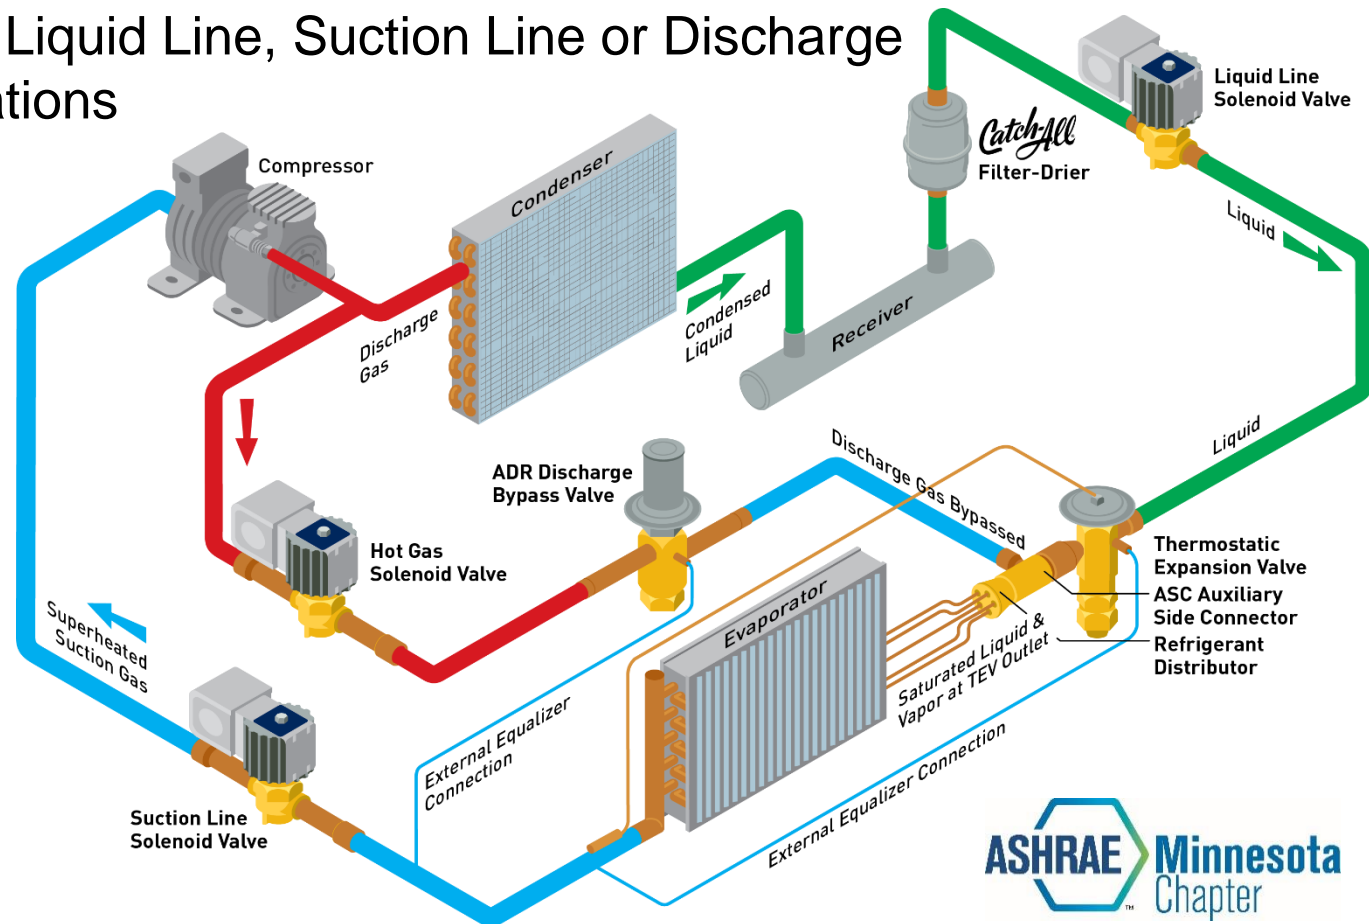 Liquid Line, Suction Line or Discharge
ations
Compressor
Condenser
Catch-All
Filter-Drier
Liquid Line
Solenoid Valve
Liquid
Discharge
Gas
Condensed
Liquid
Receiver
Liquid
ADR Discharge
Bypass Valve
Discharge Gas Bypassed
Hot Gas
Solenoid Valve
Thermostatic
Expansion Valve
ASC Auxiliary
Side Connector
Refrigerant
Distributor
Evaporator
Saturated Liquid &
Vapor at TEV Outlet
Superheated
Suction Gas
External Equalizer
Connection
External Equalizer Connection
Suction Line
Solenoid Valve
ASHRAE
TM
Minnesota
Chapter